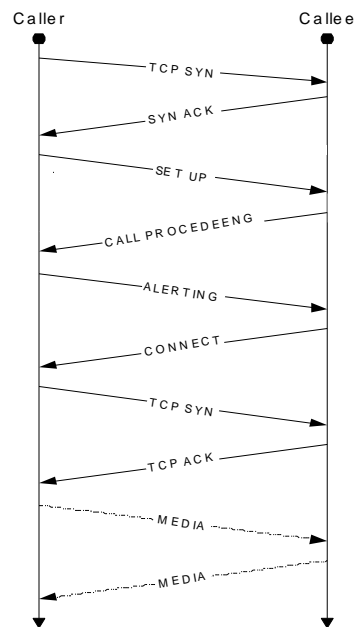 Caller
Callee
TCP SYN
SYN ACK
SET UP
CALL PROCEDEENG
ALERTING
CONNECT
TCP SYN
TCP ACK
MEDIA
MEDIA